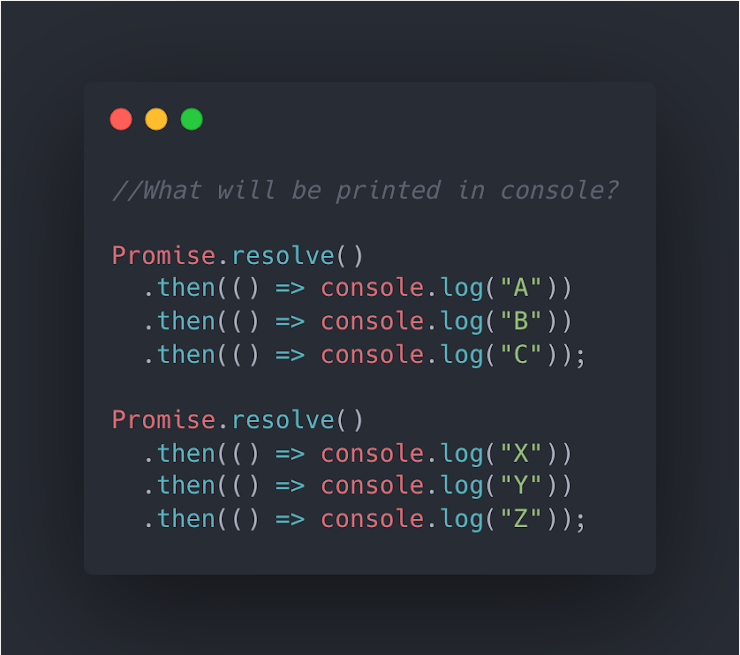 //What will be printed in console?
Promise.resolve()
.then(() => console.log("A"))
.then(() => console.log("B"))
.then(() => console.log("C"));
Promise.resolve()
.then(() => console.log("X"))
.then(() => console.log("Y"))
.then(() => console.log("Z"));